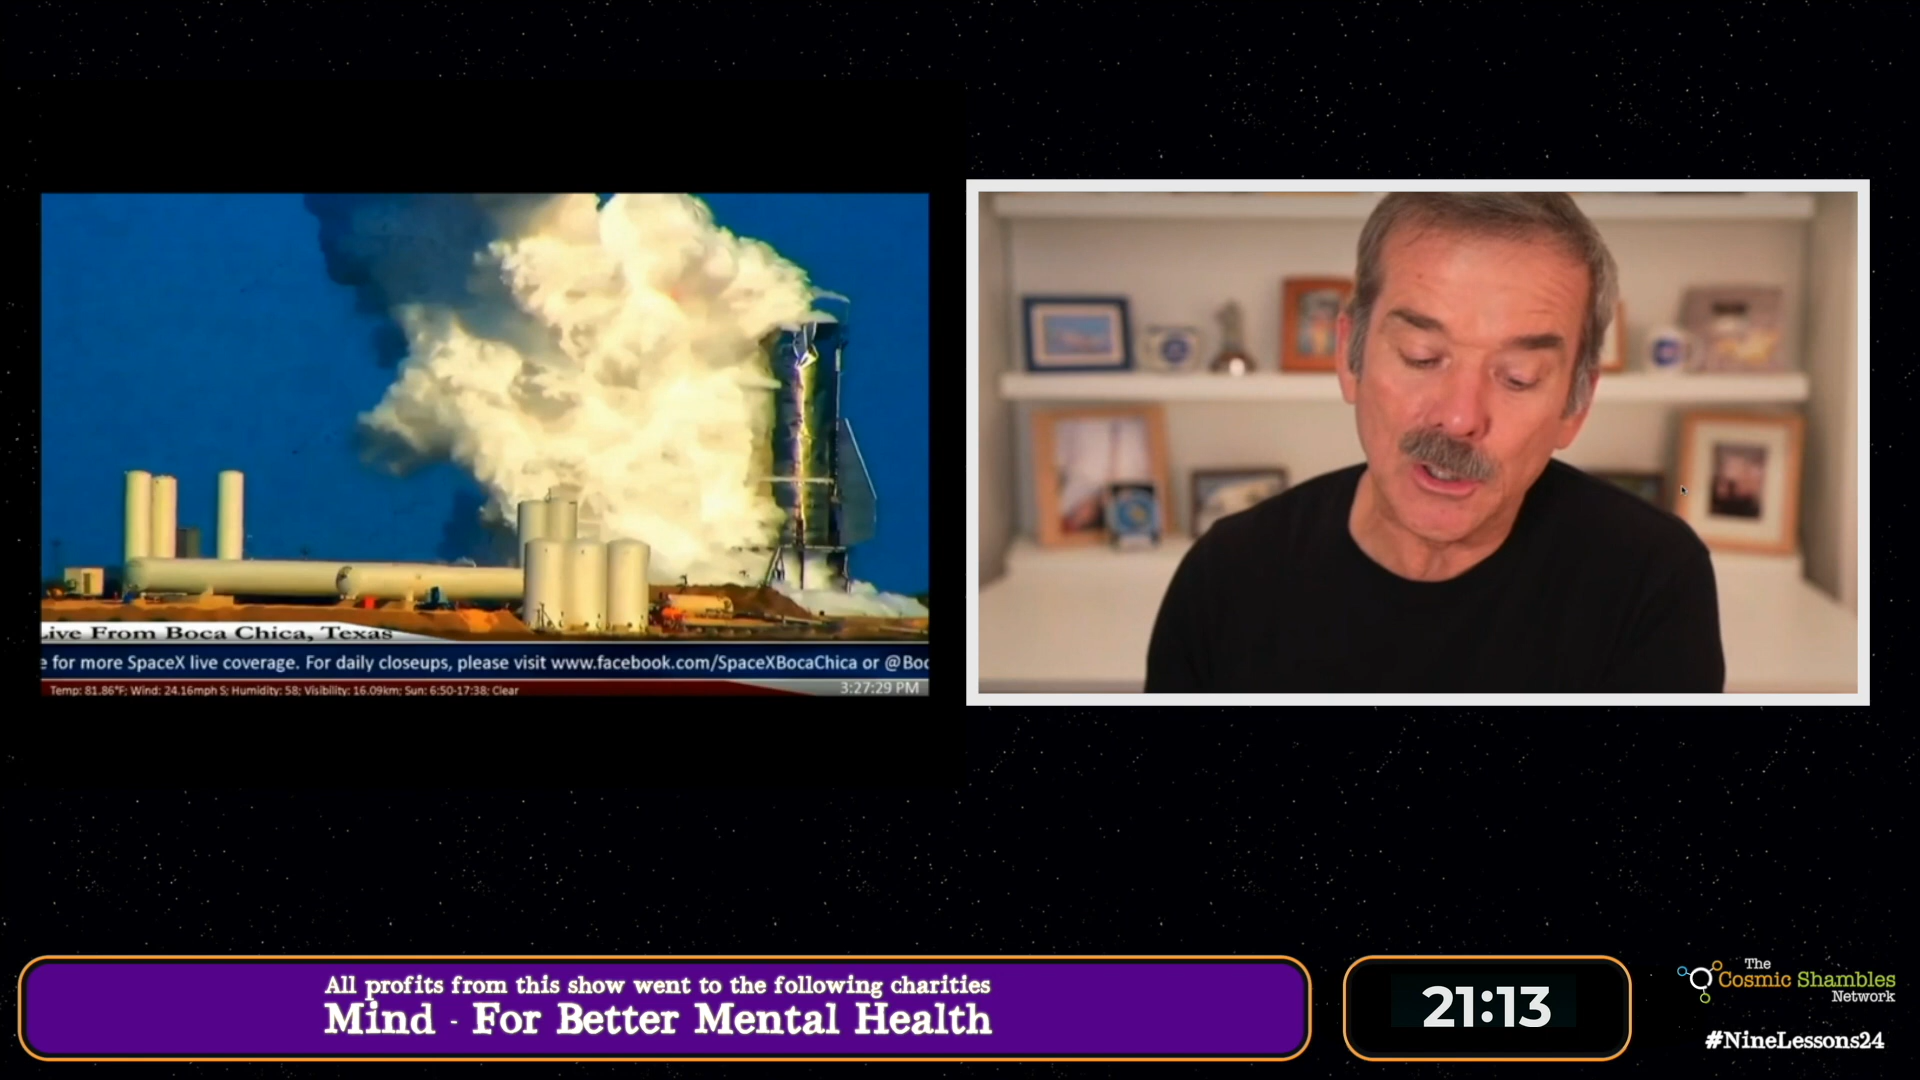 Live From Boca Chica, Texas
e for more SpaceX live coverage. For daily closeups, please visit www.facebook.com/SpaceXBocaChica or @Boc
Temp: 81.86°F; Wind: 24.16mph S; Humidity: 58; Visibility: 16.09km; Sun: 6:50-17:38; Clear
3:27:29 PM
All profits from this show went to the following charities
Mind - For Better Mental Health
21:13
The
Cosmic Shambles
Network
#NineLessons24